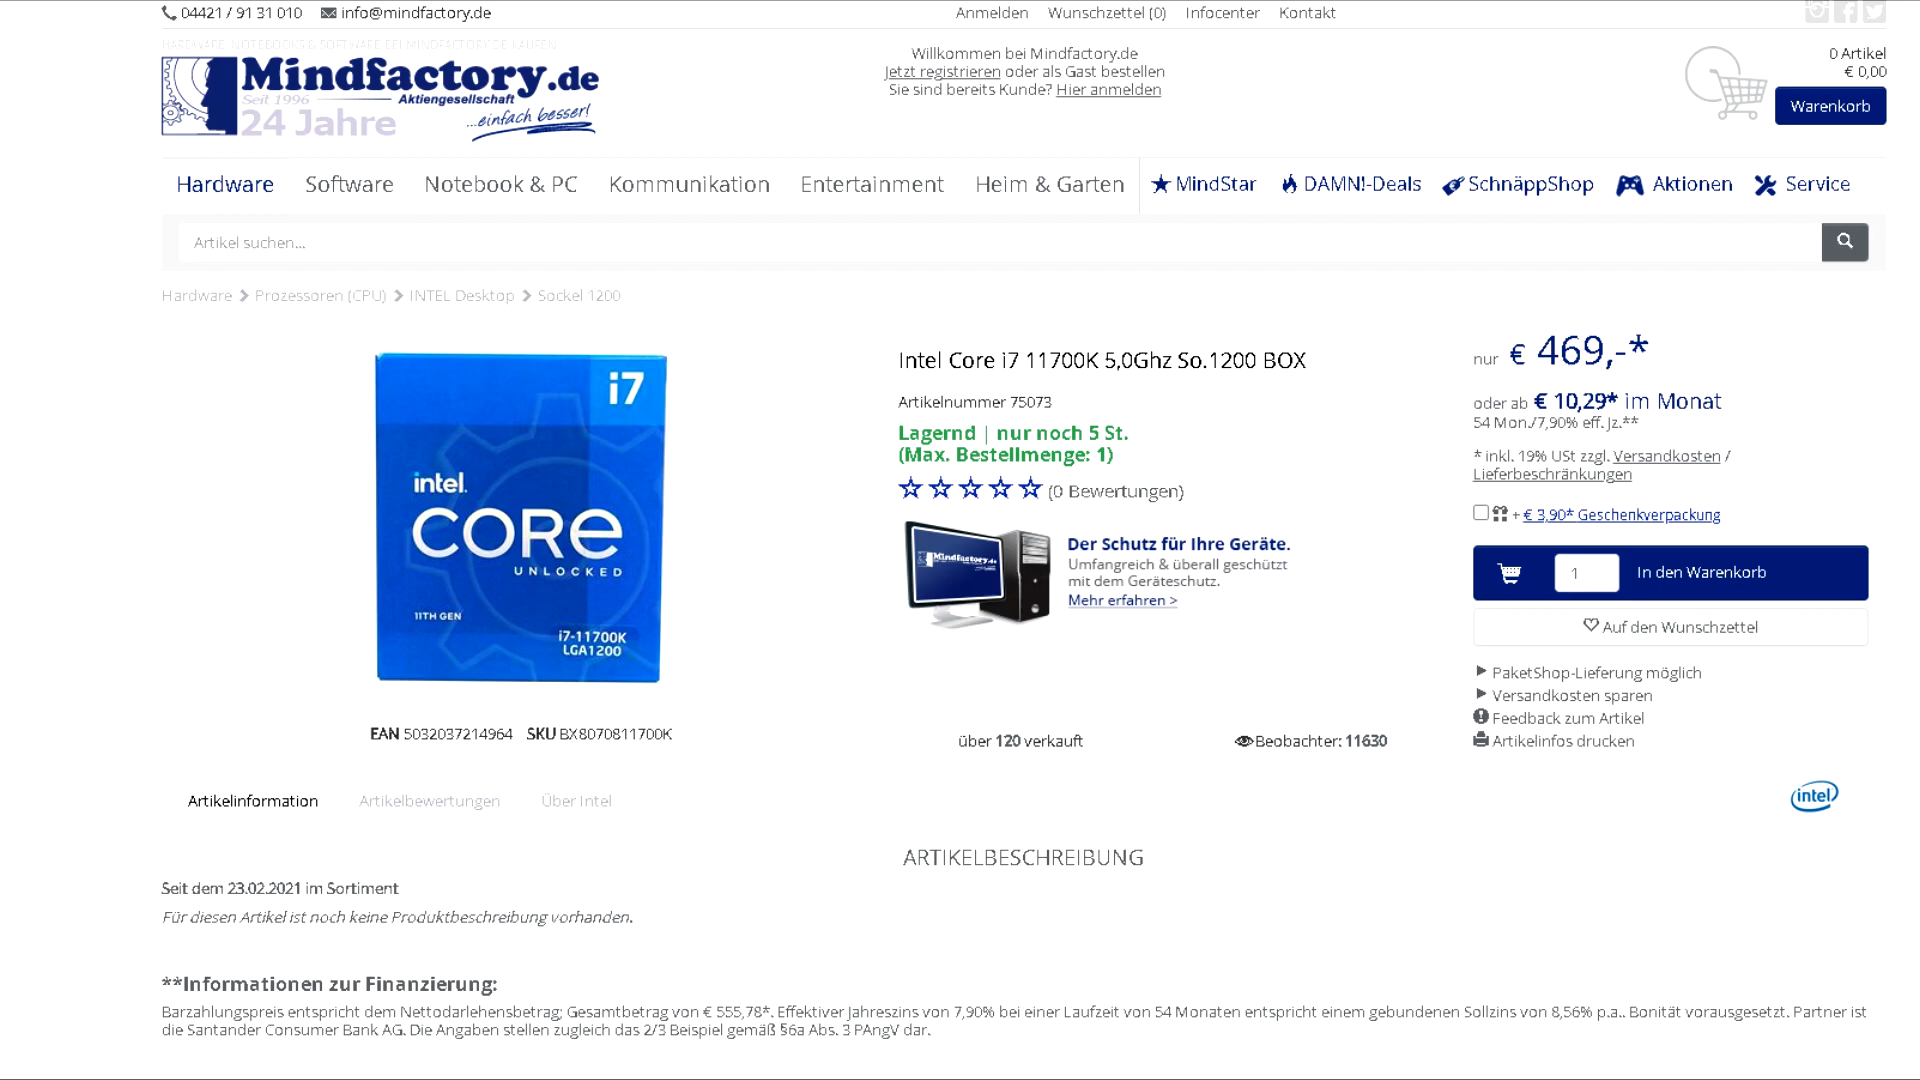 04421 / 91 31 010 info@mindfactory.de Anmelden Wunschzettel (0) Infocenter Kontakt
HARDWARE, NOTEBOOKS & SOFTWARE BEI MINDFACTORY.DE KAUFEN
Mindfactory.de
Seit 1996 Aktiengesellschaft
24 Jahre ...einfach besser!
Willkommen bei Mindfactory.de
Jetzt registrieren oder als Gast bestellen
Sie sind bereits Kunde? Hier anmelden
0 Artikel
€ 0,00
Warenkorb
Hardware Software Notebook & PC Kommunikation Entertainment Heim & Garten MindStar DAMN!-Deals SchnäppShop Aktionen Service
Artikel suchen...
Hardware Prozessoren (CPU) INTEL Desktop Sockel 1200
i7
intel.
CORE
UNLOCKED
11TH GEN
i7-11700K
LGA1200
EAN 5032037214964 SKU BX8070811700K
Intel Core i7 11700K 5,0Ghz So.1200 BOX
Artikelnummer 75073
Lagernd | nur noch 5 St.
(Max. Bestellmenge: 1)
(0 Bewertungen)
Mindfactory.de
Der Schutz für Ihre Geräte.
Umfangreich & überall geschützt
mit dem Geräteschutz.
Mehr erfahren >
über 120 verkauft Beobachter: 11630
nur € 469,-*
oder ab € 10,29* im Monat
54 Mon./7,90% eff. Jz.**
* inkl. 19% USt zzgl. Versandkosten /
Lieferbeschränkungen
+ € 3,90* Geschenkverpackung
1 In den Warenkorb
Auf den Wunschzettel
PaketShop-Lieferung möglich
Versandkosten sparen
Feedback zum Artikel
Artikelinfos drucken
Artikelinformation Artikelbewertungen Über Intel
intel
ARTIKELBESCHREIBUNG
Seit dem 23.02.2021 im Sortiment
Für diesen Artikel ist noch keine Produktbeschreibung vorhanden.
**Informationen zur Finanzierung:
Barzahlungspreis entspricht dem Nettodarlehensbetrag; Gesamtbetrag von € 555,78*. Effektiver Jahreszins von 7,90% bei einer Laufzeit von 54 Monaten entspricht einem gebundenen Sollzins von 8,56% p.a.. Bonität vorausgesetzt. Partner ist
die Santander Consumer Bank AG. Die Angaben stellen zugleich das 2/3 Beispiel gemäß §6a Abs. 3 PAngV dar.